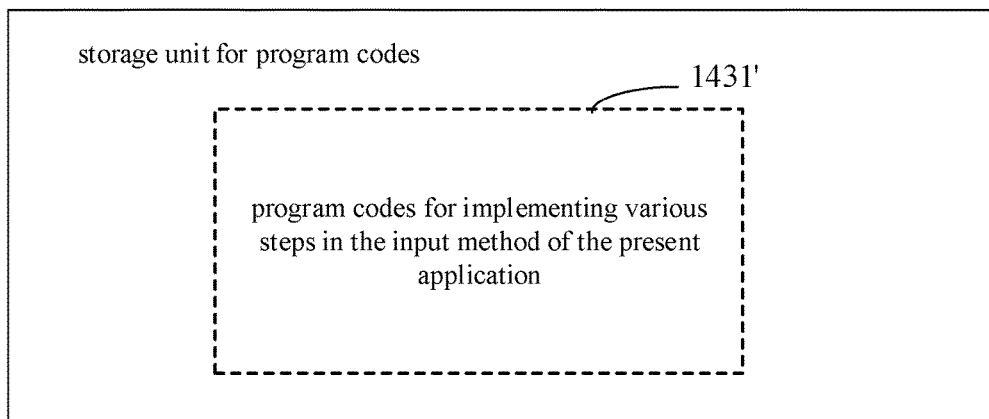 storage unit for program codes
1431'
program codes for implementing various
steps in the input method of the present
application